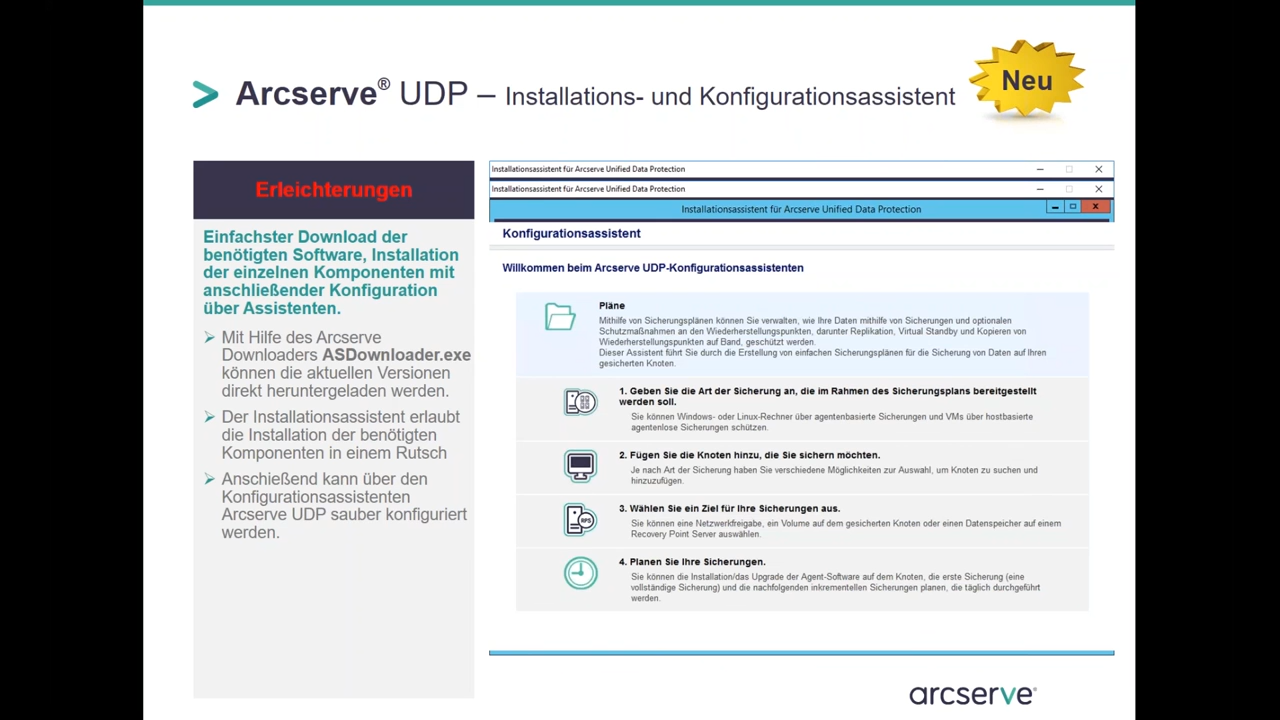 Arcserve® UDP – Installations- und Konfigurationsassistent
Neu
Erleichterungen
Einfachster Download der
benötigten Software, Installation
der einzelnen Komponenten mit
anschließender Konfiguration
über Assistenten.
Mit Hilfe des Arcserve
Downloaders ASDownloader.exe
können die aktuellen Versionen
direkt heruntergeladen werden.
Der Installationsassistent erlaubt
die Installation der benötigten
Komponenten in einem Rutsch
Anschießend kann über den
Konfigurationsassistenten
Arcserve UDP sauber konfiguriert
werden.
Installationsassistent für Arcserve Unified Data Protection
Installationsassistent für Arcserve Unified Data Protection
Installationsassistent für Arcserve Unified Data Protection
Konfigurationsassistent
Willkommen beim Arcserve UDP-Konfigurationsassistenten
Pläne
Mithilfe von Sicherungsplänen können Sie verwalten, wie Ihre Daten mithilfe von Sicherungen und optionalen
Schutzmaßnahmen an den Wiederherstellungspunkten, darunter Replikation, Virtual Standby und Kopieren von
Wiederherstellungspunkten auf Band, geschützt werden.
Dieser Assistent führt Sie durch die Erstellung von einfachen Sicherungsplänen für die Sicherung von Daten auf Ihren
gesicherten Knoten.
1. Geben Sie die Art der Sicherung an, die im Rahmen des Sicherungsplans bereitgestellt
werden soll.
Sie können Windows- oder Linux-Rechner über agentenbasierte Sicherungen und VMs über hostbasierte
agentenlose Sicherungen schützen.
2. Fügen Sie die Knoten hinzu, die Sie sichern möchten.
Je nach Art der Sicherung haben Sie verschiedene Möglichkeiten zur Auswahl, um Knoten zu suchen und
hinzuzufügen.
RPS
3. Wählen Sie ein Ziel für Ihre Sicherungen aus.
Sie können eine Netzwerkfreigabe, ein Volume auf dem gesicherten Knoten oder einen Datenspeicher auf einem
Recovery Point Server auswählen.
4. Planen Sie Ihre Sicherungen.
Sie können die Installation/das Upgrade der Agent-Software auf dem Knoten, die erste Sicherung (eine
vollständige Sicherung) und die nachfolgenden inkrementellen Sicherungen planen, die täglich durchgeführt
werden.
arcserve®